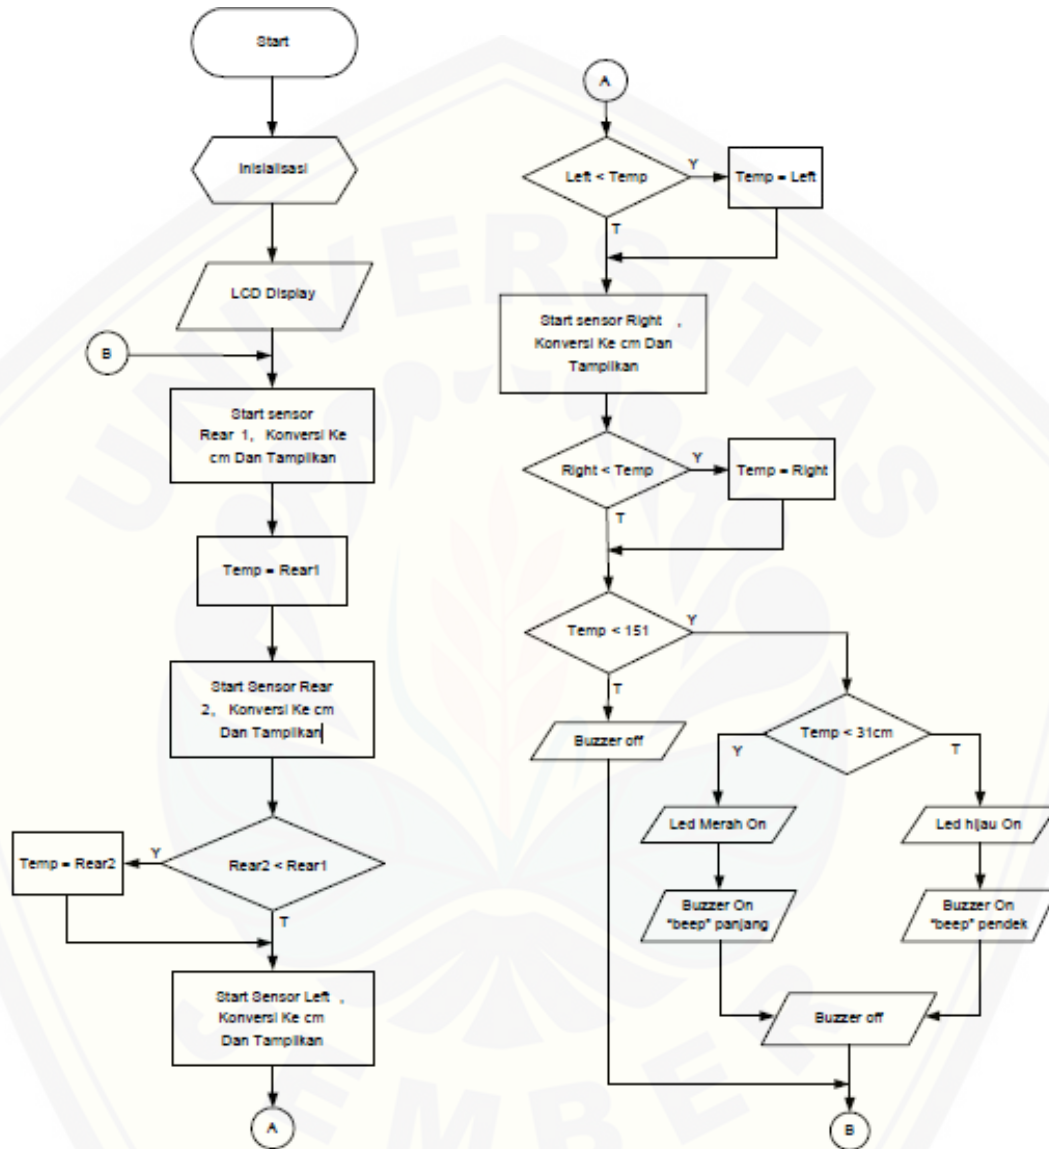 Start
Inisialisasi
LCD Display
B
Start sensor
Rear 1, Konversi Ke
cm Dan Tampilkan
Temp = Rear1
Start Sensor Rear
2, Konversi Ke cm
Dan Tampilkan
Rear2 < Rear1
Y
Temp = Rear2
T
Start Sensor Left ,
Konversi Ke cm
Dan Tampilkan
A
A
Left < Temp
Y
Temp = Left
T
Start sensor Right ,
Konversi Ke cm Dan
Tampilkan
Right < Temp
Y
Temp = Right
T
Temp < 151
Y
T
Buzzer off
Temp < 31cm
Y
T
Led Merah On
Led hijau On
Buzzer On
"beep" panjang
Buzzer On
"beep" pendek
Buzzer off
B
UNIVERSITAS
JEMBER